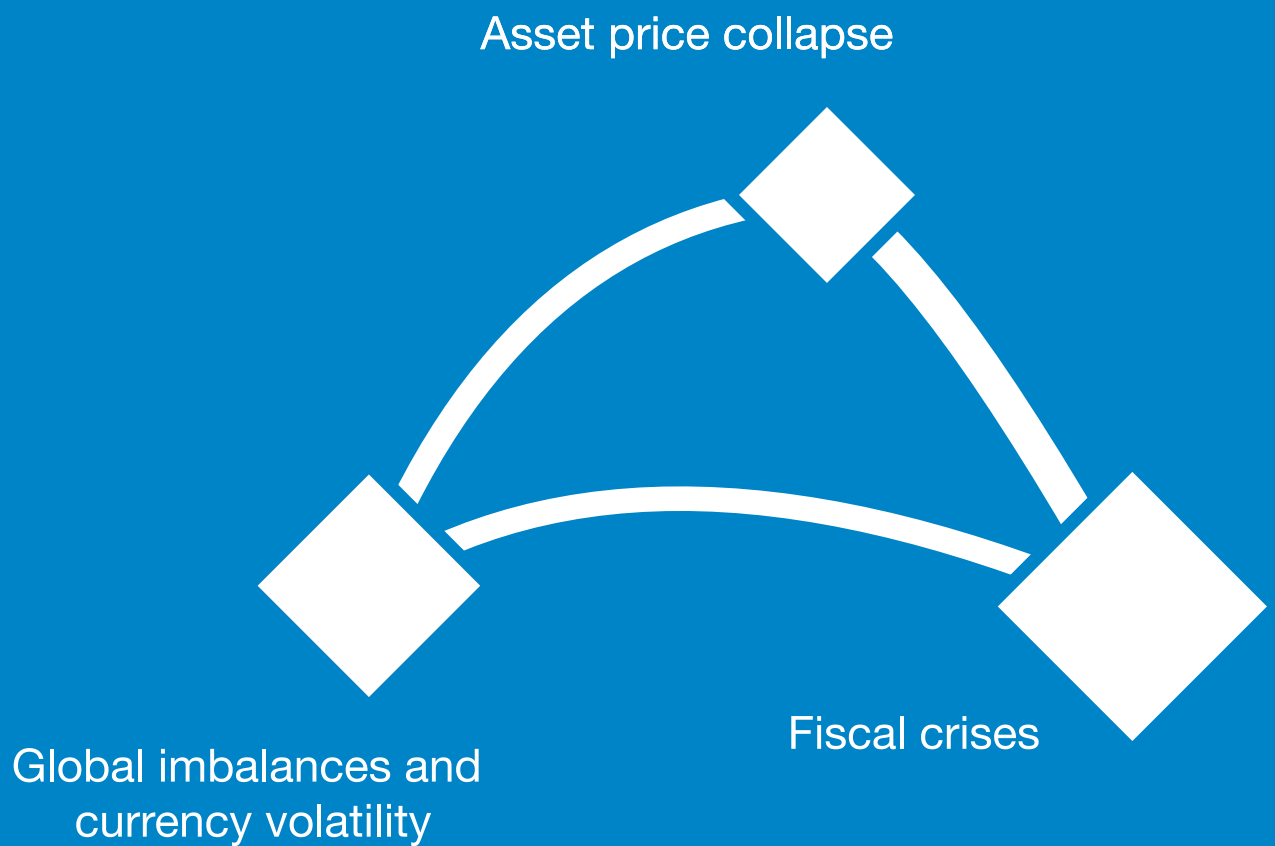 Asset price collapse
Fiscal crises
Global imbalances and
currency volatility